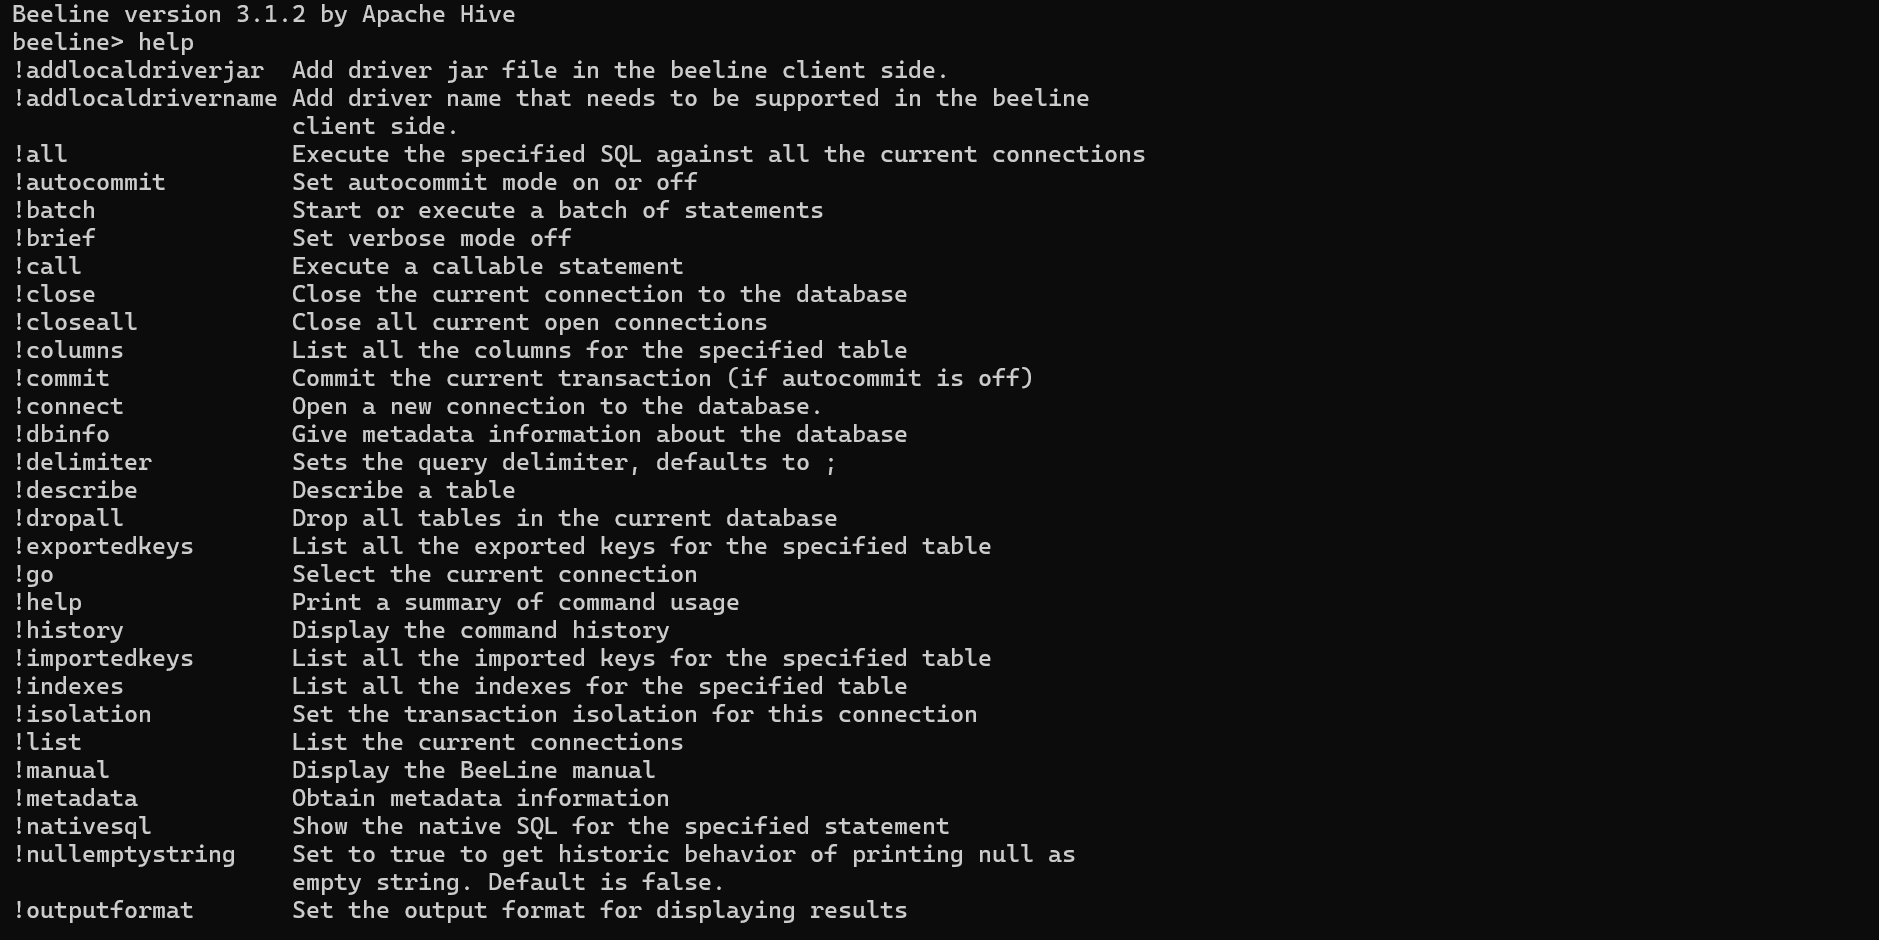 Beeline version 3.1.2 by Apache Hive
beeline> help
!addlocaldriverjar  Add driver jar file in the beeline client side.
!addlocaldrivername Add driver name that needs to be supported in the beeline
                    client side.
!all                Execute the specified SQL against all the current connections
!autocommit         Set autocommit mode on or off
!batch              Start or execute a batch of statements
!brief              Set verbose mode off
!call               Execute a callable statement
!close              Close the current connection to the database
!closeall           Close all current open connections
!columns            List all the columns for the specified table
!commit             Commit the current transaction (if autocommit is off)
!connect            Open a new connection to the database.
!dbinfo             Give metadata information about the database
!delimiter          Sets the query delimiter, defaults to ;
!describe           Describe a table
!dropall            Drop all tables in the current database
!exportedkeys       List all the exported keys for the specified table
!go                 Select the current connection
!help               Print a summary of command usage
!history            Display the command history
!importedkeys       List all the imported keys for the specified table
!indexes            List all the indexes for the specified table
!isolation          Set the transaction isolation for this connection
!list               List the current connections
!manual             Display the BeeLine manual
!metadata           Obtain metadata information
!nativesql          Show the native SQL for the specified statement
!nullemptystring    Set to true to get historic behavior of printing null as
                    empty string. Default is false.
!outputformat       Set the output format for displaying results